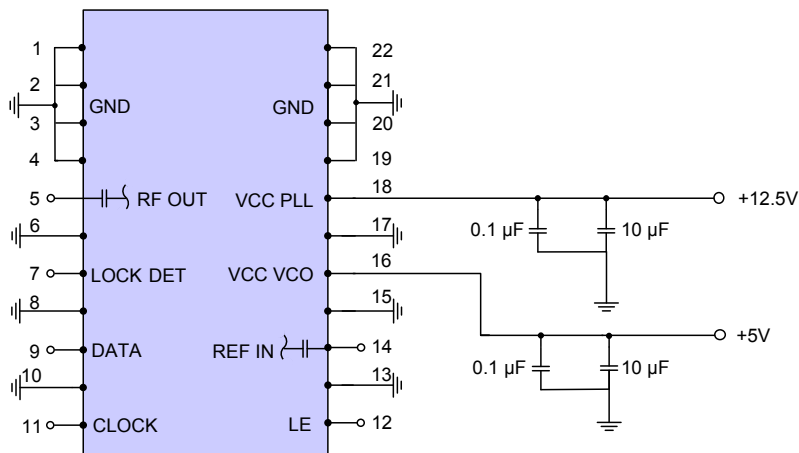 1
22
2
21
GND
GND
3
20
4
19
5
RF OUT
VCC PLL
18
+12.5V
6
17
0.1 µF
10 µF
7
LOCK DET
VCC VCO
16
8
15
+5V
9
DATA
REF IN
14
0.1 µF
10 µF
10
13
11
CLOCK
LE
12